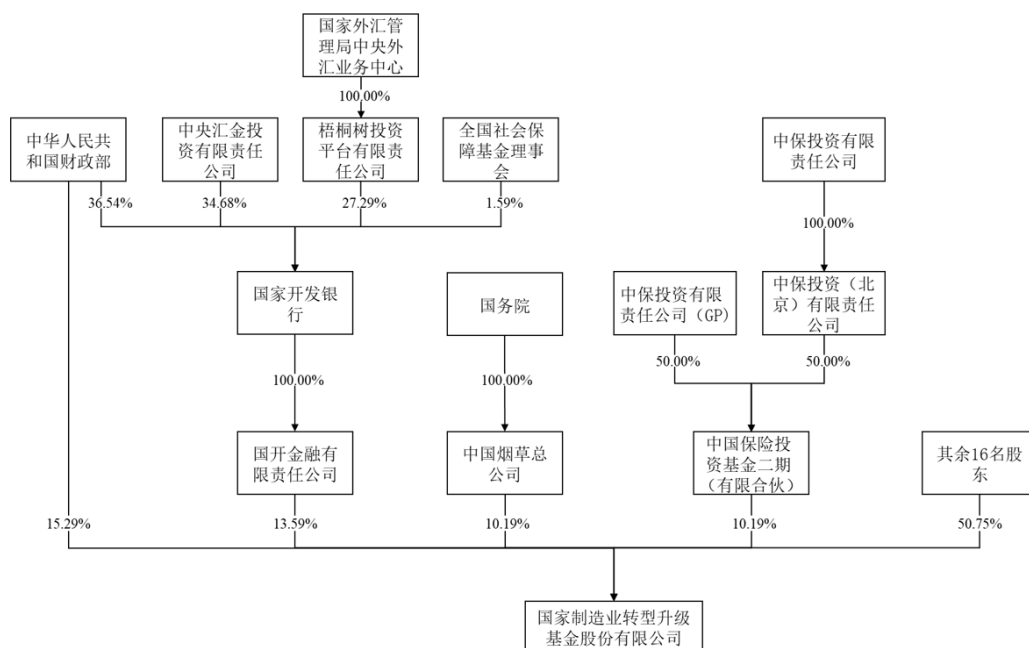 国家外汇管
理局中央外
汇业务中心
100.00%
中华人民共
和国财政部
中央汇金投
资有限责任
公司
梧桐树投资
平台有限责
任公司
全国社会保
障基金理事
会
中保投资有限
责任公司
36.54%
34.68%
27.29%
1.59%
100.00%
国家开发银
行
国务院
中保投资有限
责任公司（GP)
中保投资（北
京）有限责任
公司
100.00%
100.00%
50.00%
50.00%
国开金融有
限责任公司
中国烟草总
公司
中国保险投
资基金二期
（有限合伙）
其余16名股
东
15.29%
13.59%
10.19%
10.19%
50.75%
国家制造业转型升级
基金股份有限公司